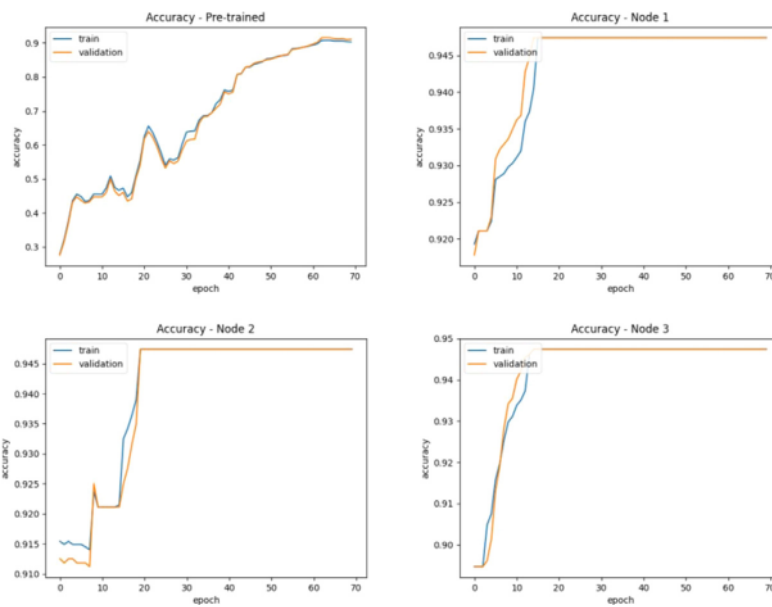 Accuracy - Pre-trained
train
validation
accuracy
0.9
0.8
0.7
0.6
0.5
0.4
0.3
0 10 20 30 40 50 60 70
epoch
Accuracy - Node 1
train
validation
accuracy
0.945
0.940
0.935
0.930
0.925
0.920
0 10 20 30 40 50 60 70
epoch
Accuracy - Node 2
train
validation
accuracy
0.945
0.940
0.935
0.930
0.925
0.920
0.915
0.910
0 10 20 30 40 50 60 70
epoch
Accuracy - Node 3
train
validation
accuracy
0.95
0.94
0.93
0.92
0.91
0.90
0 10 20 30 40 50 60 70
epoch